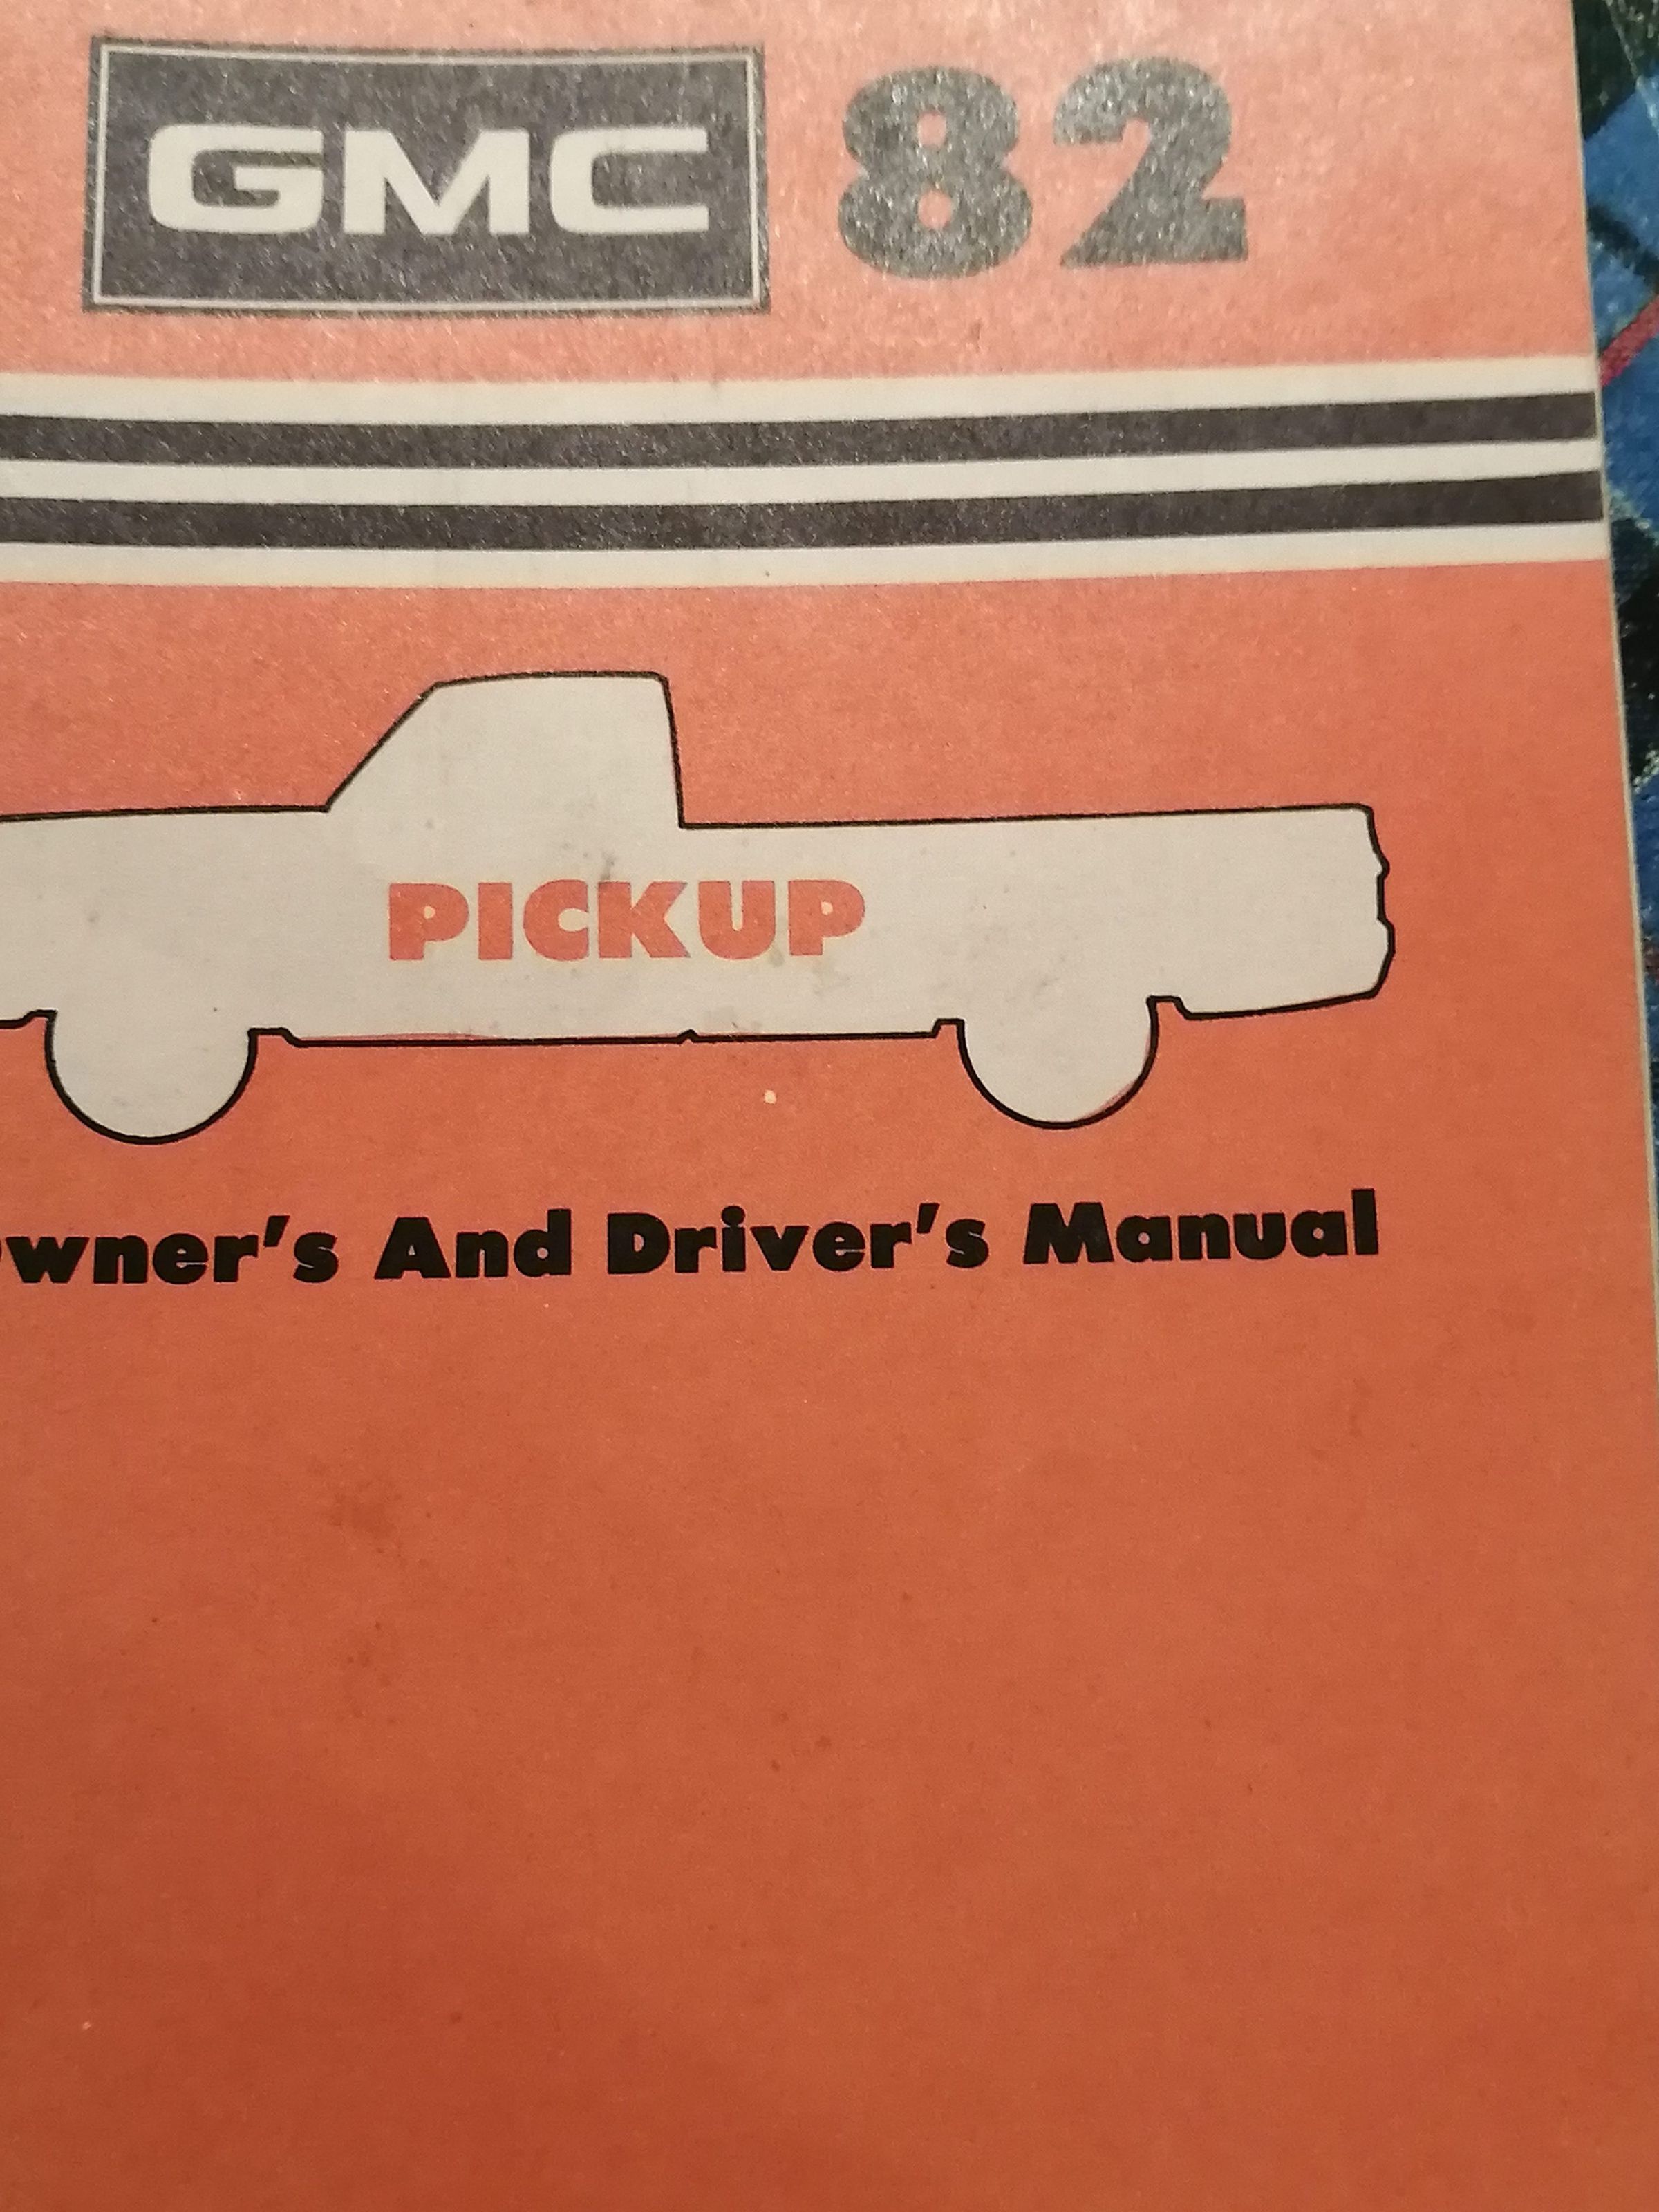 GMC 82
PICKUP
wner's And Driver's Manual